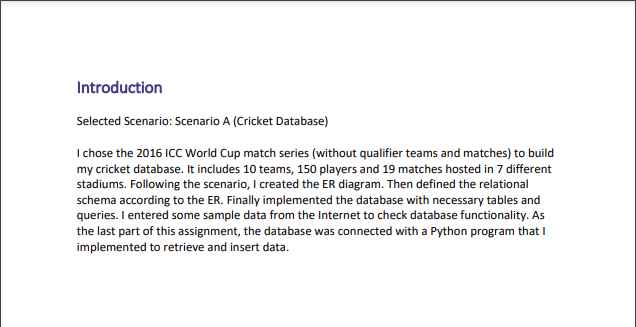 Introduction
Selected Scenario: Scenario A (Cricket Database)
I chose the 2016 ICC World Cup match series (without qualifier teams and matches) to build
my cricket database. It includes 10 teams, 150 players and 19 matches hosted in 7 different
stadiums. Following the scenario, I created the ER diagram. Then defined the relational
schema according to the ER. Finally implemented the database with necessary tables and
queries. I entered some sample data from the Internet to check database functionality. As
the last part of this assignment, the database was connected with a Python program that I
implemented to retrieve and insert data.